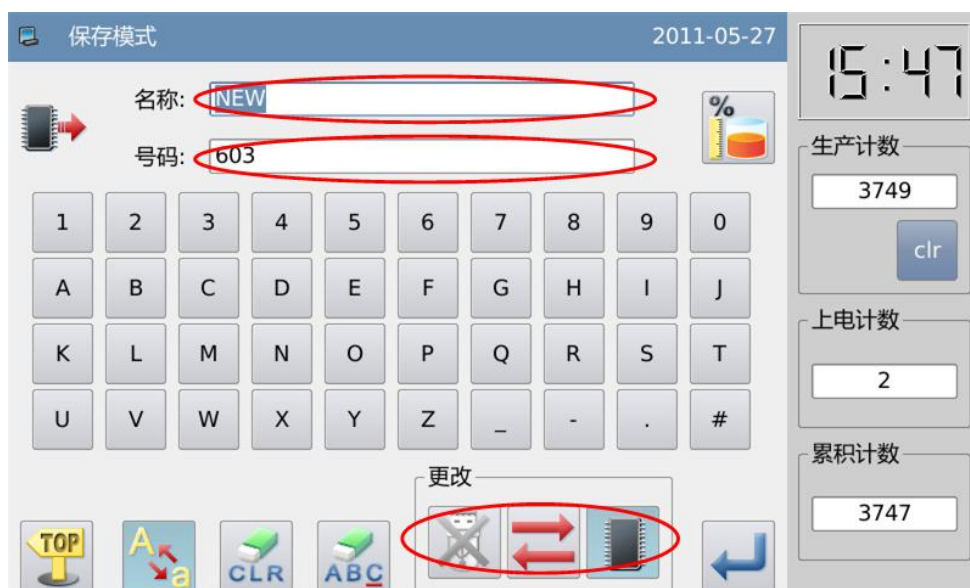 保存模式 2011-05-27
15:47
名称: NEW
%
号码: 603
生产计数
3749
clr
1 2 3 4 5 6 7 8 9 0
A B C D E F G H I J
K L M N O P Q R S T
U V W X Y Z _ - . #
上电计数
2
累积计数
3747
更改
TOP
A a
CLR
ABC